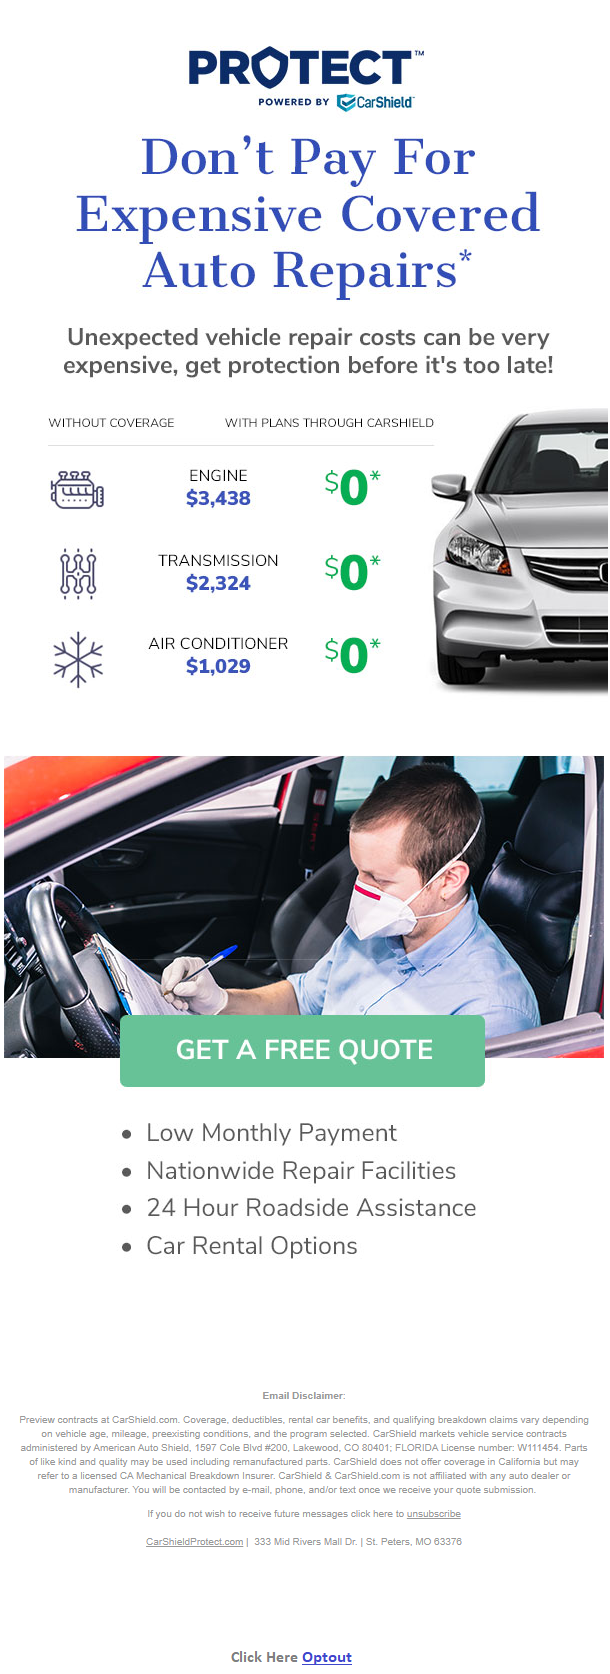 PROTECT™
POWERED BY CarShield
Don't Pay For
Expensive Covered
Auto Repairs*
Unexpected vehicle repair costs can be very
expensive, get protection before it's too late!
WITHOUT COVERAGE WITH PLANS THROUGH CARSHIELD
ENGINE
$3,438 $0*
TRANSMISSION
$2,324 $0*
AIR CONDITIONER
$1,029 $0*
GET A FREE QUOTE
• Low Monthly Payment
• Nationwide Repair Facilities
• 24 Hour Roadside Assistance
• Car Rental Options
Email Disclaimer:
Preview contracts at CarShield.com. Coverage, deductibles, rental car benefits, and qualifying breakdown claims vary depending
on vehicle age, mileage, preexisting conditions, and the program selected. CarShield markets vehicle service contracts
administered by American Auto Shield, 1597 Cole Blvd #200, Lakewood, CO 80401; FLORIDA License number: W111454. Parts
of like kind and quality may be used including remanufactured parts. CarShield does not offer coverage in California but may
refer to a licensed CA Mechanical Breakdown Insurer. CarShield & CarShield.com is not affiliated with any auto dealer or
manufacturer. You will be contacted by e-mail, phone, and/or text once we receive your quote submission.
If you do not wish to receive future messages click here to unsubscribe
CarShieldProtect.com | 333 Mid Rivers Mall Dr. | St. Peters, MO 63376
Click Here Optout